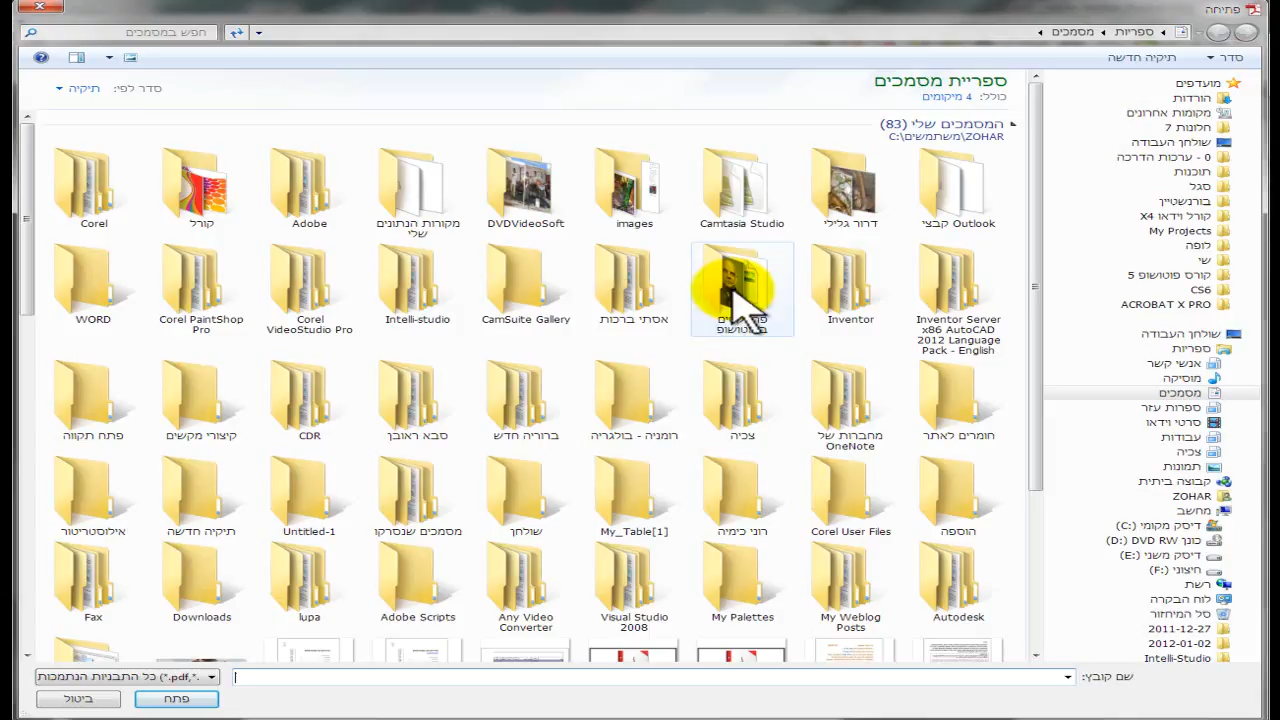 פתיחה
ספריות
מסמכים
חפש במסמכים
סדר
תיקיה חדשה
מועדפים
הורדות
מקומות אחרונים
חלונות 7
שולחן העבודה
0 - ערכות הדרכה
תוכנות
סגל
בורנשטיין
קורל וידאו X4
My Projects
לופה
שי
קורס פוטושופ 5
CS6
ACROBAT X PRO
שולחן העבודה
ספריות
אנשי קשר
מוסיקה
מסמכים
ספרות עזר
סרטי וידאו
עבודות
צכיה
תמונות
קבוצה ביתית
ZOHAR
מחשב
דיסק מקומי (C:)
כונן DVD RW (D:)
דיסק משני (E:)
חיצוני (F:)
רשת
לוח הבקרה
סל המיחזור
2011-12-27
2012-01-02
Intelli-Studio
ספריית מסמכים
כולל: 4 מיקומים
סדר לפי: תיקיה
המסמכים שלי (83)
C:\משתמשים\ZOHAR
קבצי Outlook
דרור גלילי
Camtasia Studio
images
DVDVideoSoft
מקורות הנתונים
שלי
Adobe
קורל
Corel
Inventor Server
x86 AutoCAD
2012 Language
Pack - English
Inventor
אסתי ברכות
CamSuite Gallery
Intelli-studio
Corel
VideoStudio Pro
Corel PaintShop
Pro
WORD
חומרים לאתר
מחברות של
OneNote
צכיה
רומניה - בולגריה
ברוריה חדש
סבא ראובן
CDR
קיצורי מקשים
פתח תקווה
הוספה
Corel User Files
רוני כימיה
My_Table[1]
שולחן
מסמכים שנסרקו
Untitled-1
תיקיה חדשה
אילוסטריטור
Autodesk
My Weblog
Posts
My Palettes
Visual Studio
2008
Any Video
Converter
Adobe Scripts
lupa
Downloads
Fax
שם קובץ:
כל התבניות הנתמכות (*.pdf,*.
פתח
ביטול